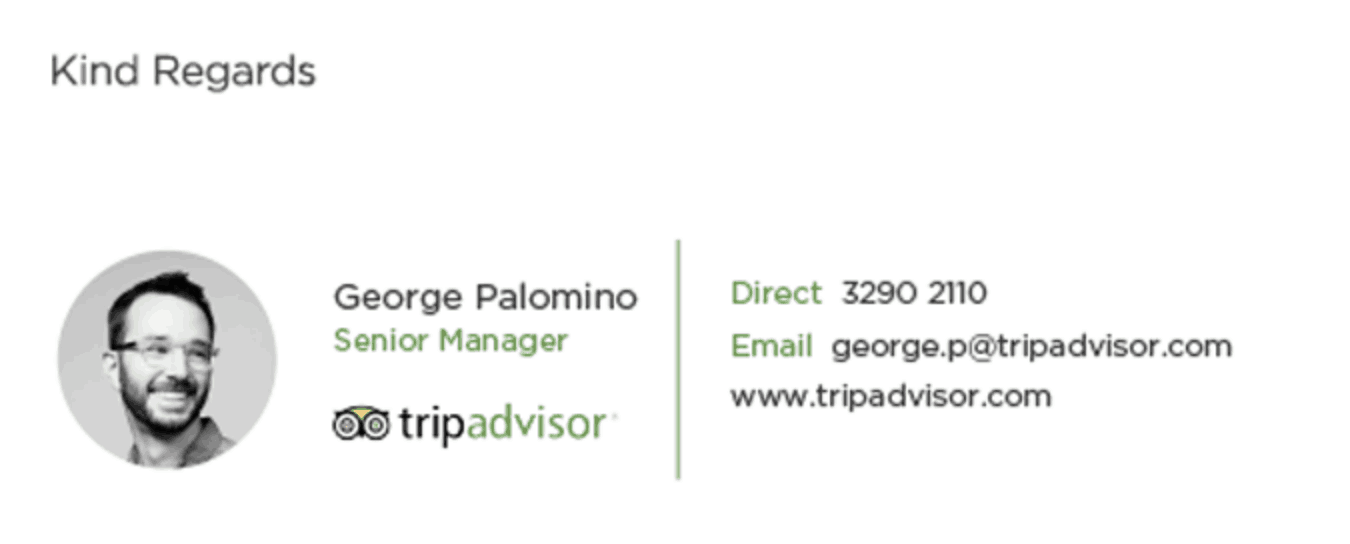 Kind Regards
George Palomino
Senior Manager
tripadvisor
Direct 3290 2110
Email george.p@tripadvisor.com
www.tripadvisor.com